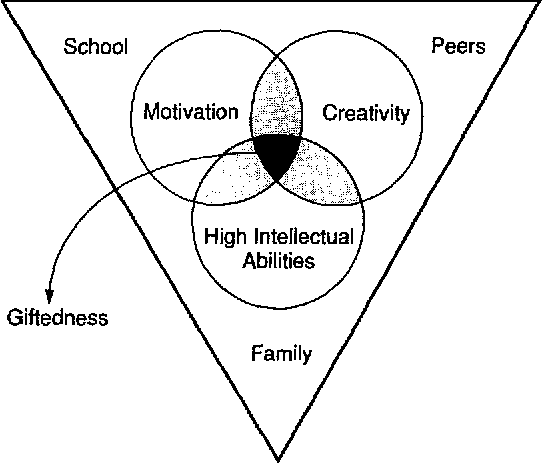 School
Peers
Motivation
Creativity
High Intellectual
Abilities
Giftedness
Family